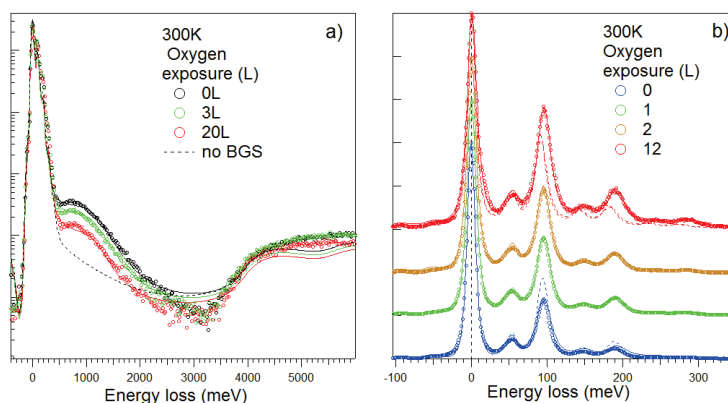 300K
a)
Oxygen
exposure (L)
0L
3L
20L
no BGS
0
1000
2000
3000
4000
5000
Energy loss (meV)
300K
b)
Oxygen
exposure (L)
0
1
2
12
-100
0
100
200
300
Energy loss (meV)